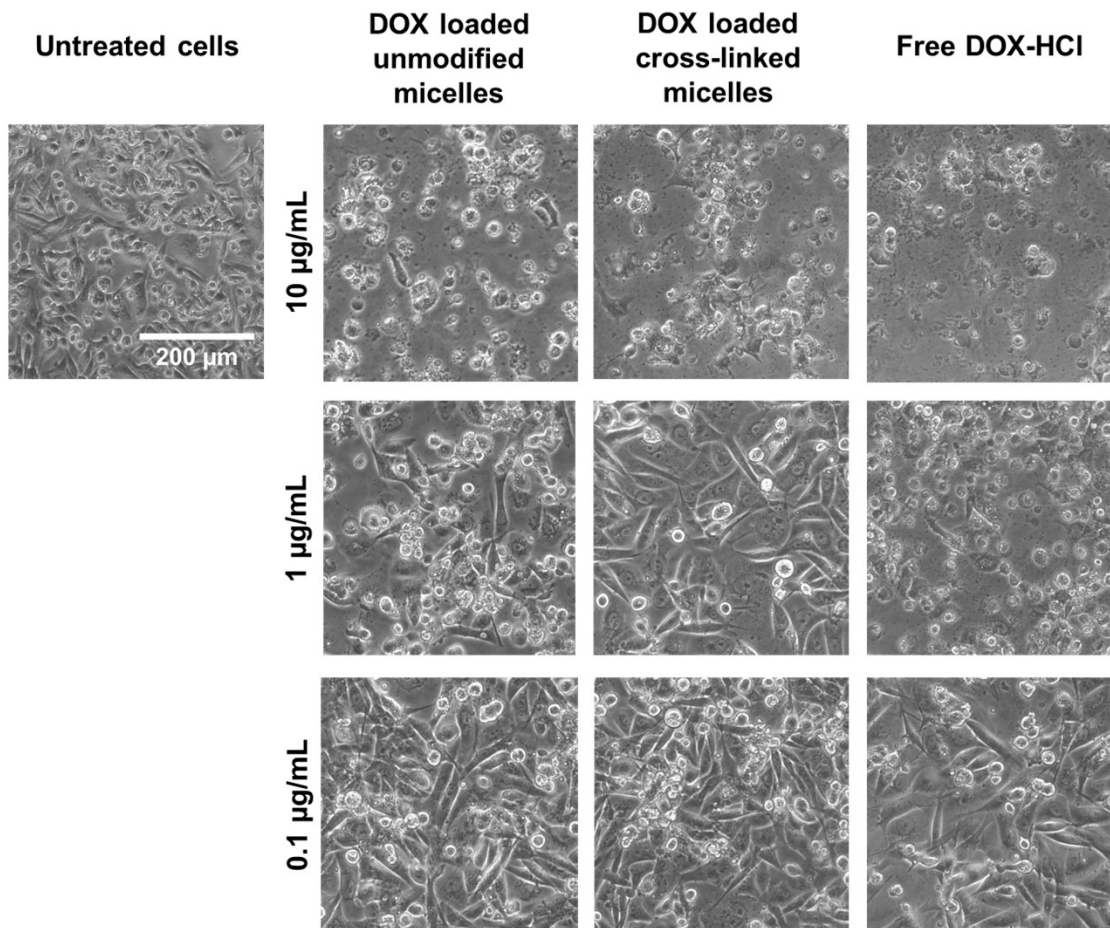 Untreated cells
DOX loaded
unmodified
micelles
DOX loaded
cross-linked
micelles
Free DOX-HCl
200 µm
10 µg/mL
1 µg/mL
0.1 µg/mL